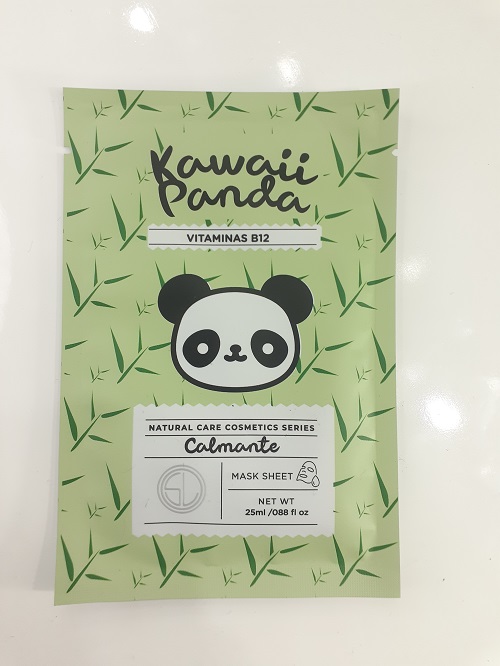 Kawaii
Panda
VITAMINAS B12
NATURAL CARE COSMETICS SERIES
Calmante
MASK SHEET
NET WT
25ml /088 fl oz